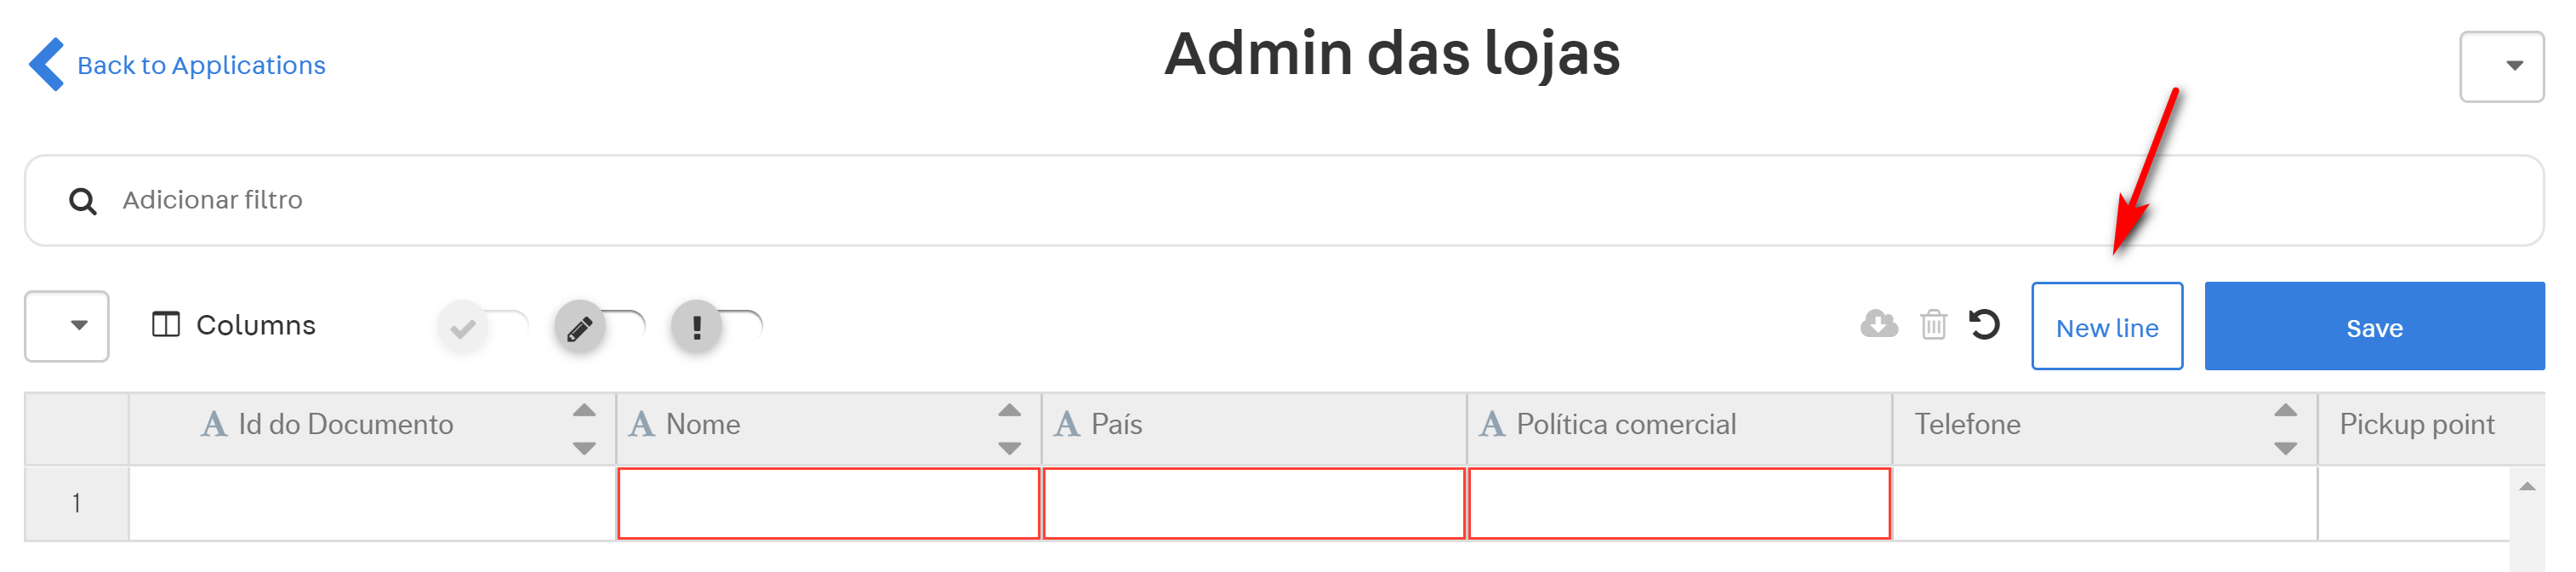 Back to Applications
Admin das lojas
Adicionar filtro
Columns
New line
Save
A Id do Documento
A Nome
A País
A Política comercial
Telefone
Pickup point
1